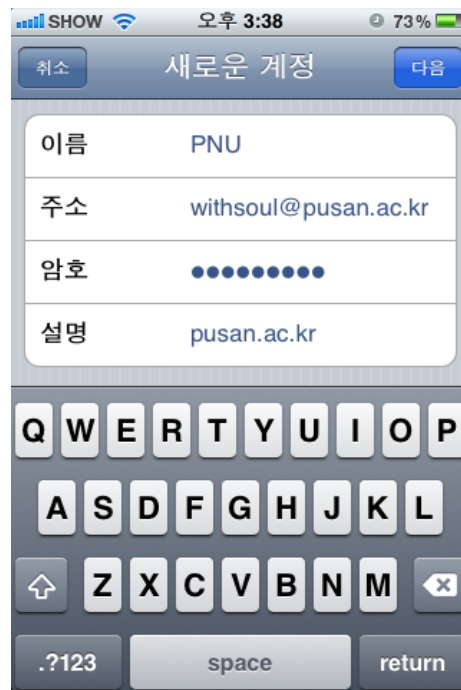 SHOW 오후 3:38 73%
취소 새로운 계정 다음
이름 PNU
주소 withsoul@pusan.ac.kr
암호 ●●●●●●●●●
설명 pusan.ac.kr
Q W E R T Y U I O P
A S D F G H J K L
Z X C V B N M
.?123 space return